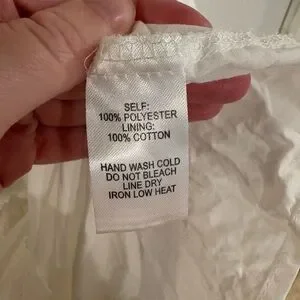 SELF:
100% POLYESTER
LINING:
100% COTTON
HAND WASH COLD
DO NOT BLEACH
LINE DRY
IRON LOW HEAT